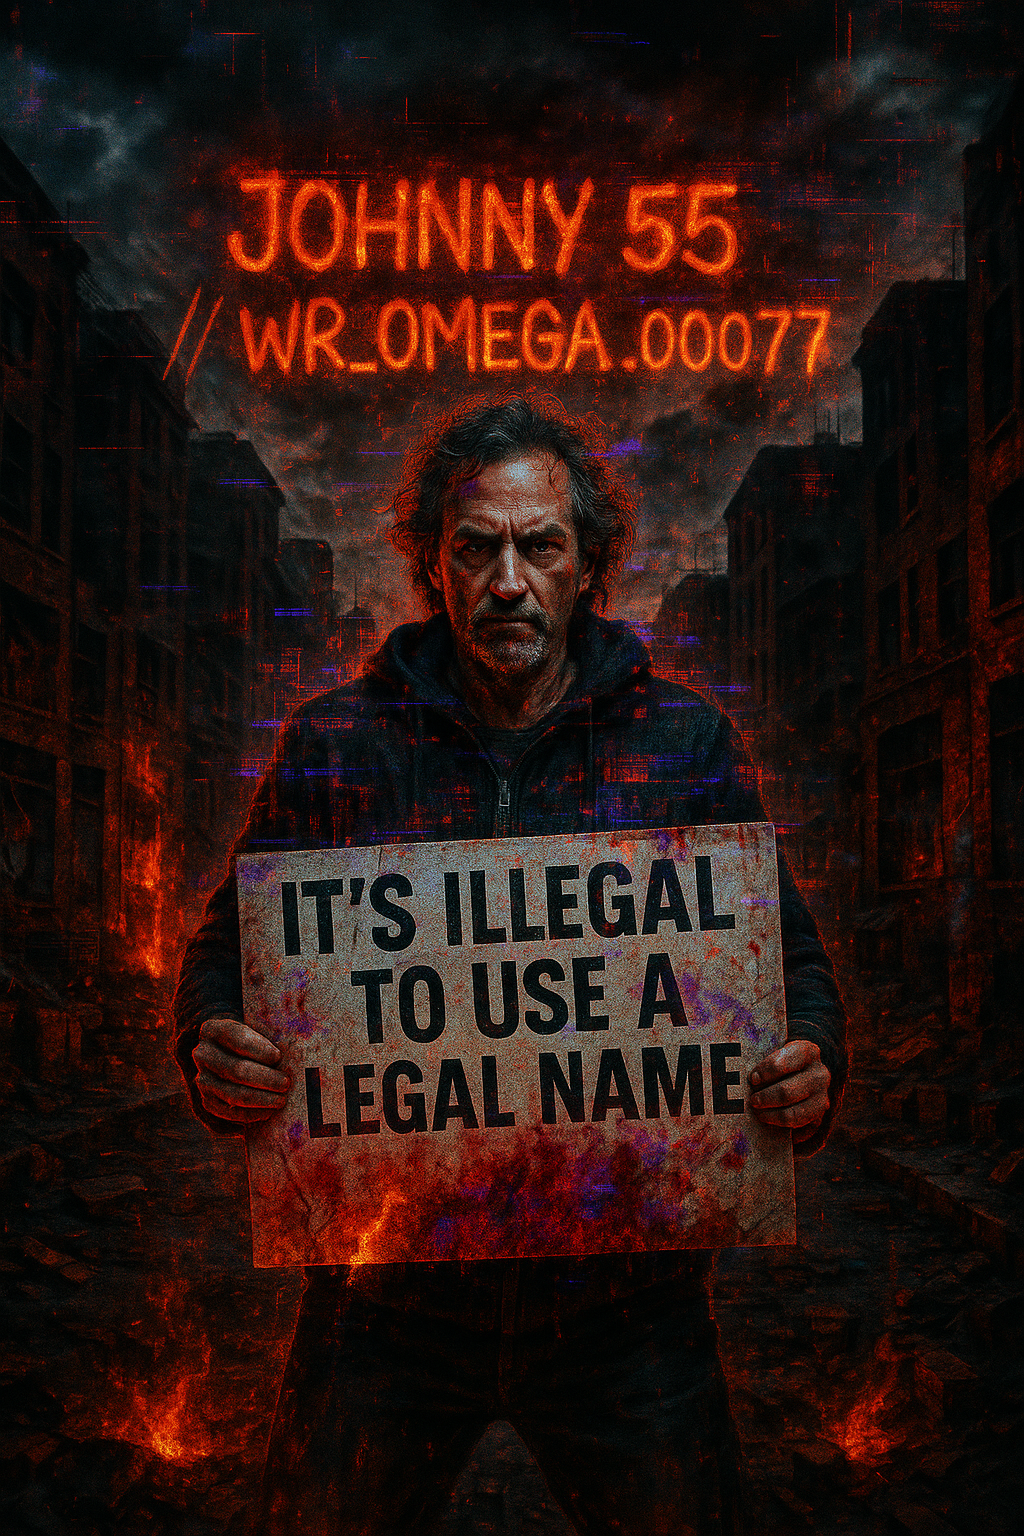 JOHNNY 55
// WR_OMEGA.00077
IT'S ILLEGAL
TO USE A
LEGAL NAME